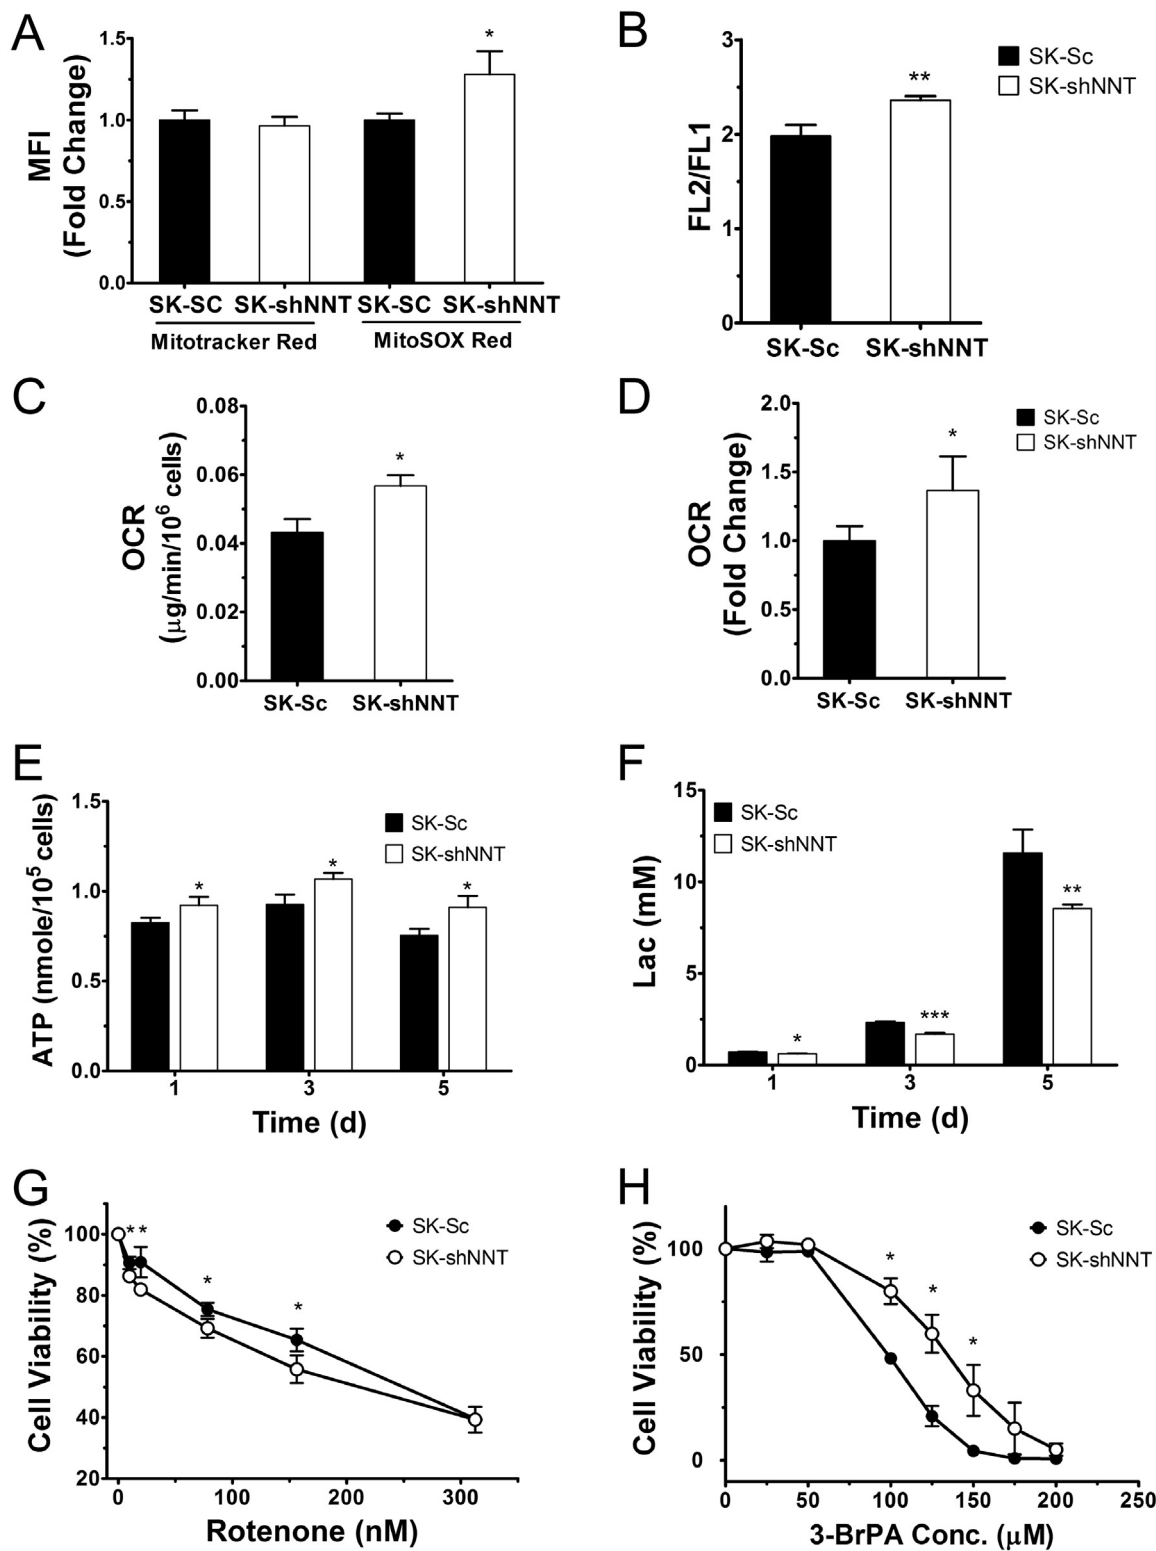 A
MFI
(Fold Change)
1.5
1.0
0.5
0.0
*
SK-SC SK-shNNT SK-SC SK-shNNT
Mitotracker Red MitoSOX Red
B
FL2/FL1
3
2
1
0
**
SK-Sc
SK-shNNT
SK-Sc SK-shNNT
C
OCR
(μg/min/10⁶ cells)
0.08
0.06
0.04
0.02
0.00
*
SK-Sc SK-shNNT
D
OCR
(Fold Change)
2.0
1.5
1.0
0.5
0.0
*
SK-Sc
SK-shNNT
SK-Sc SK-shNNT
E
ATP (nmole/10⁵ cells)
1.5
1.0
0.5
0.0
SK-Sc
SK-shNNT
* * *
1 3 5
Time (d)
F
Lac (mM)
15
10
5
0
SK-Sc
SK-shNNT
* *** **
1 3 5
Time (d)
G
Cell Viability (%)
100
80
60
40
20
** * *
SK-Sc
SK-shNNT
0 100 200 300
Rotenone (nM)
H
Cell Viability (%)
100
50
0
* * *
SK-Sc
SK-shNNT
0 50 100 150 200 250
3-BrPA Conc. (μM)